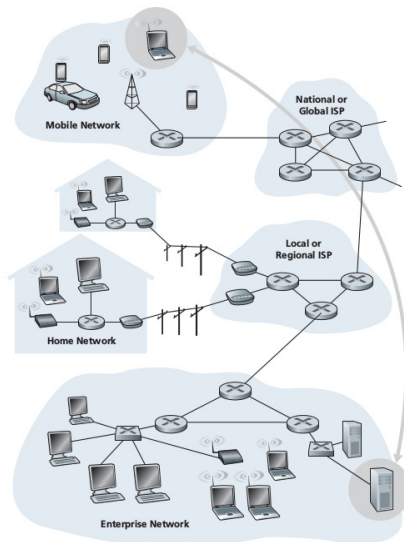 Mobile Network
National or
Global ISP
Local or
Regional ISP
Home Network
Enterprise Network